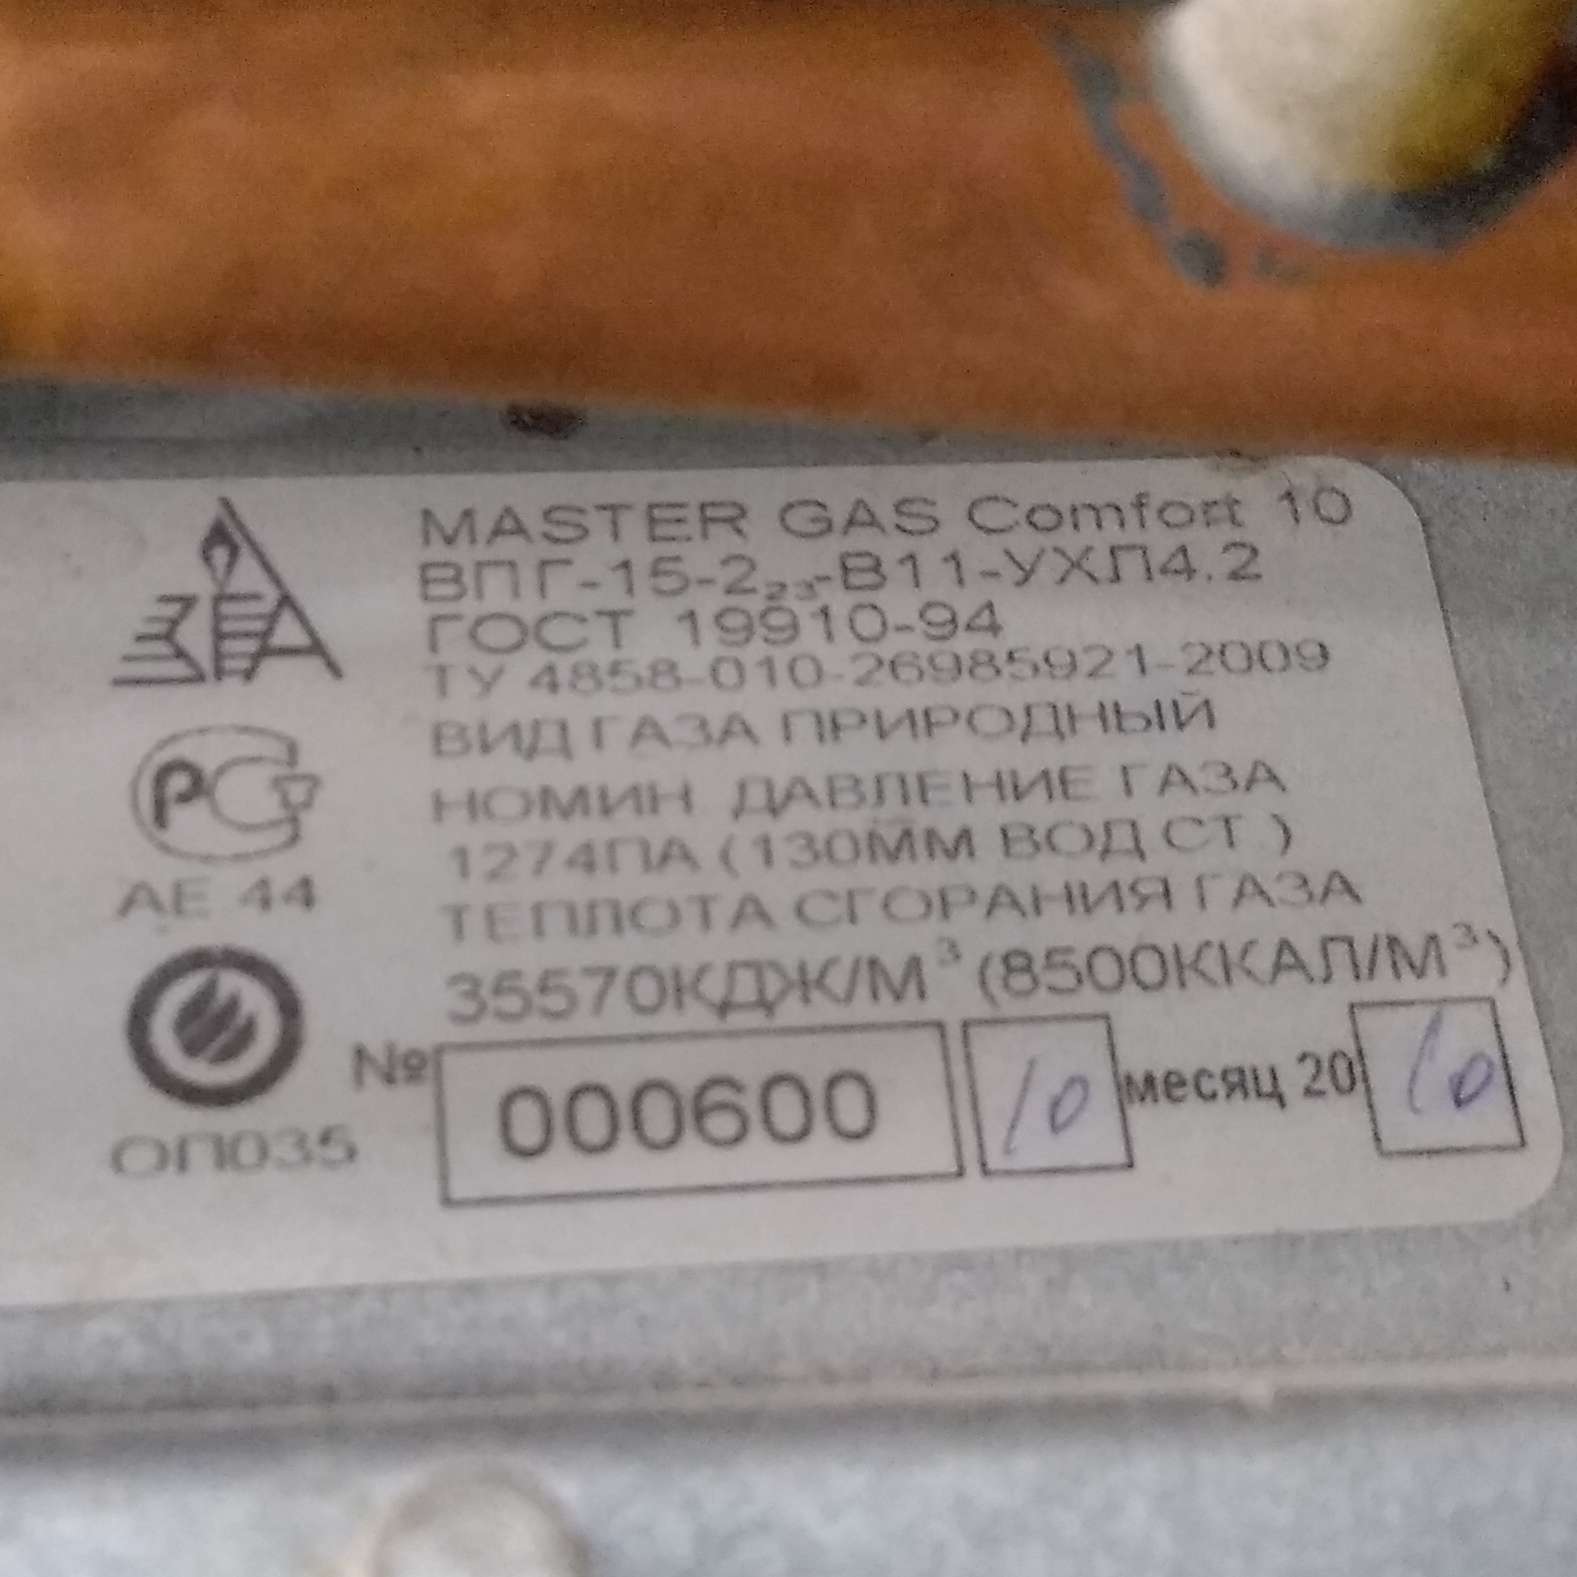 MASTER GAS Comfort 10
ВПГ-15-2₂₃-В11-УХЛ4.2
ГОСТ 19910-94
ТУ 4858-010-26985921-2009
ВИД ГАЗА ПРИРОДНЫЙ
НОМИН ДАВЛЕНИЕ ГАЗА
1274ПА (130ММ ВОД СТ )
ТЕПЛОТА СГОРАНИЯ ГАЗА
35570КДЖ/М³ (8500ККАЛ/М³)
№ 000600 10 месяц 20 10
ЗГА
РСТ
АЕ 44
ОП035